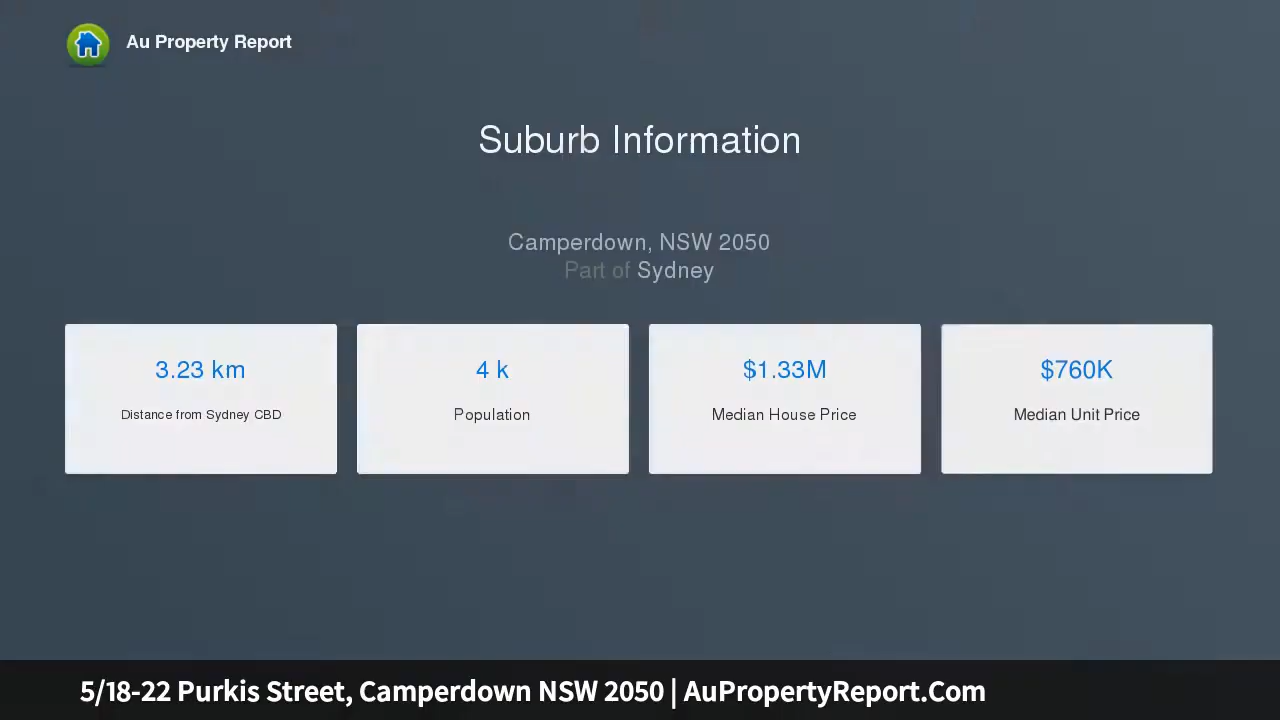 Au Property Report
Suburb Information
Camperdown, NSW 2050
Part of Sydney
3.23 km
Distance from Sydney CBD
4 k
Population
$1.33M
Median House Price
$760K
Median Unit Price
5/18-22 Purkis Street, Camperdown NSW 2050 | AuPropertyReport.Com